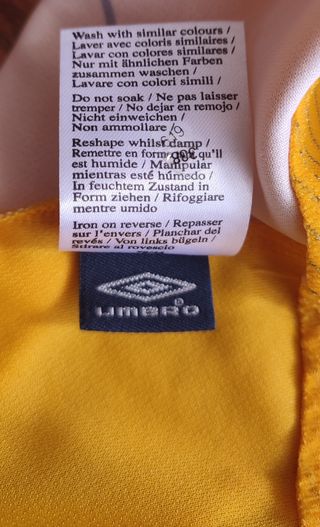 Wash with similar colours /
Laver avec coloris similaires /
Lavar con colores similares /
Nur mit ähnlichen Farben
zusammen waschen /
Lavare con colori simili /
Do not soak / Ne pas laisser
tremper / No dejar en remojo /
Nicht einweichen /
Non ammollare
Reshape whilst damp /
Remettre en forme qu'il
est humide / Manipular
mientras esté húmedo /
In feuchtem Zustand in
Form ziehen / Rifoggiare
mentre umido
Iron on reverse / Repasser
sur l'envers / Planchar del
revés / Von links bügeln /
Stirare al rovescio
UMBRO